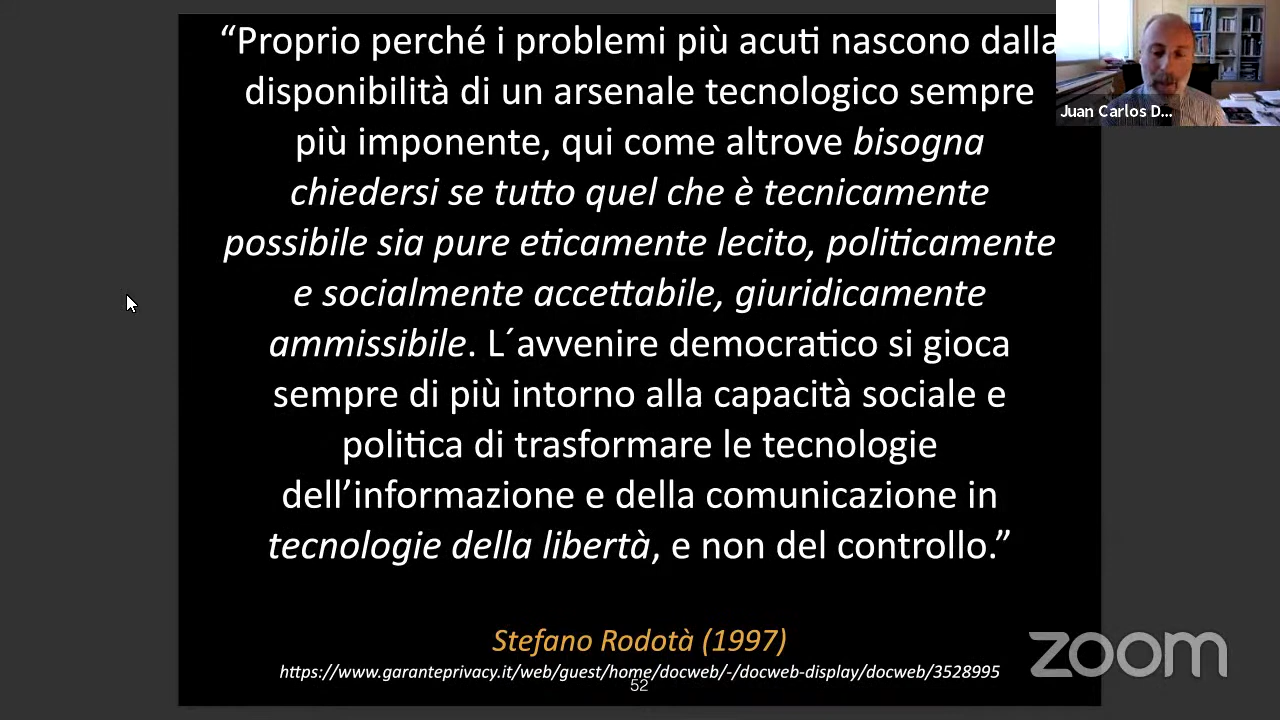 “Proprio perché i problemi più acuti nascono dalla
disponibilità di un arsenale tecnologico sempre
più imponente, qui come altrove bisogna
chiedersi se tutto quel che è tecnicamente
possibile sia pure eticamente lecito, politicamente
e socialmente accettabile, giuridicamente
ammissibile. L´avvenire democratico si gioca
sempre di più intorno alla capacità sociale e
politica di trasformare le tecnologie
dell’informazione e della comunicazione in
tecnologie della libertà, e non del controllo.”
Stefano Rodotà (1997)
https://www.garanteprivacy.it/web/guest/home/docweb/-/docweb-display/docweb/3528995
52
Juan Carlos D...
zoom